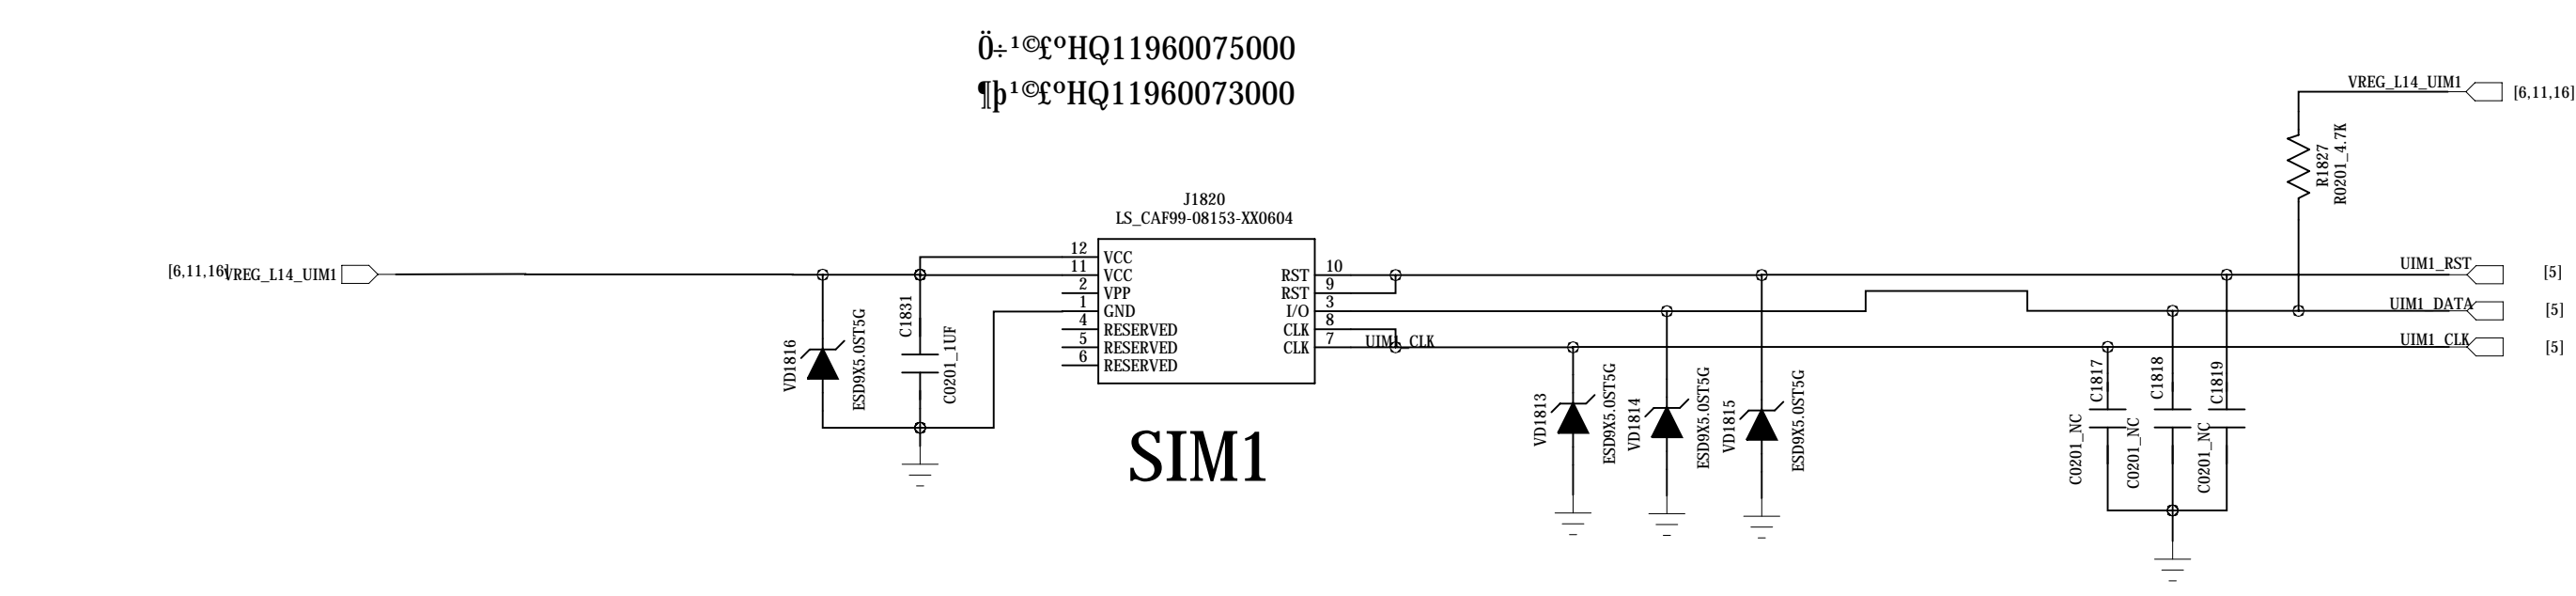 Ö÷¹©£ºHQ11960075000
¶þ¹©£ºHQ11960073000
VREG_L14_UIM1
[6,11,16]
R1827
R0201_4.7K
J1820
LS_CAF99-08153-XX0604
[6,11,16]
VREG_L14_UIM1
12
11
2
1
4
5
6
VCC
VCC
VPP
GND
RESERVED
RESERVED
RESERVED
RST
RST
I/O
CLK
CLK
10
9
3
8
7
UIM1_CLK
UIM1_RST
[5]
UIM1_DATA
[5]
UIM1_CLK
[5]
VD1816
ESD9X5.0ST5G
C1831
C0201_1UF
SIM1
VD1813
ESD9X5.0ST5G
VD1814
ESD9X5.0ST5G
VD1815
ESD9X5.0ST5G
C1817
C0201_NC
C1818
C0201_NC
C1819
C0201_NC